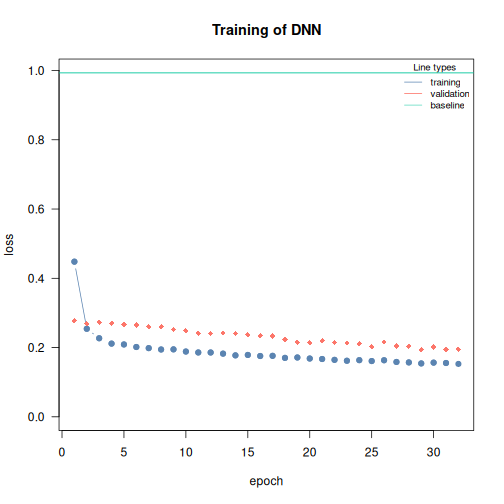 Training of DNN
Line types
training
validation
baseline
1.0
0.8
0.6
0.4
0.2
0.0
loss
0 5 10 15 20 25 30
epoch